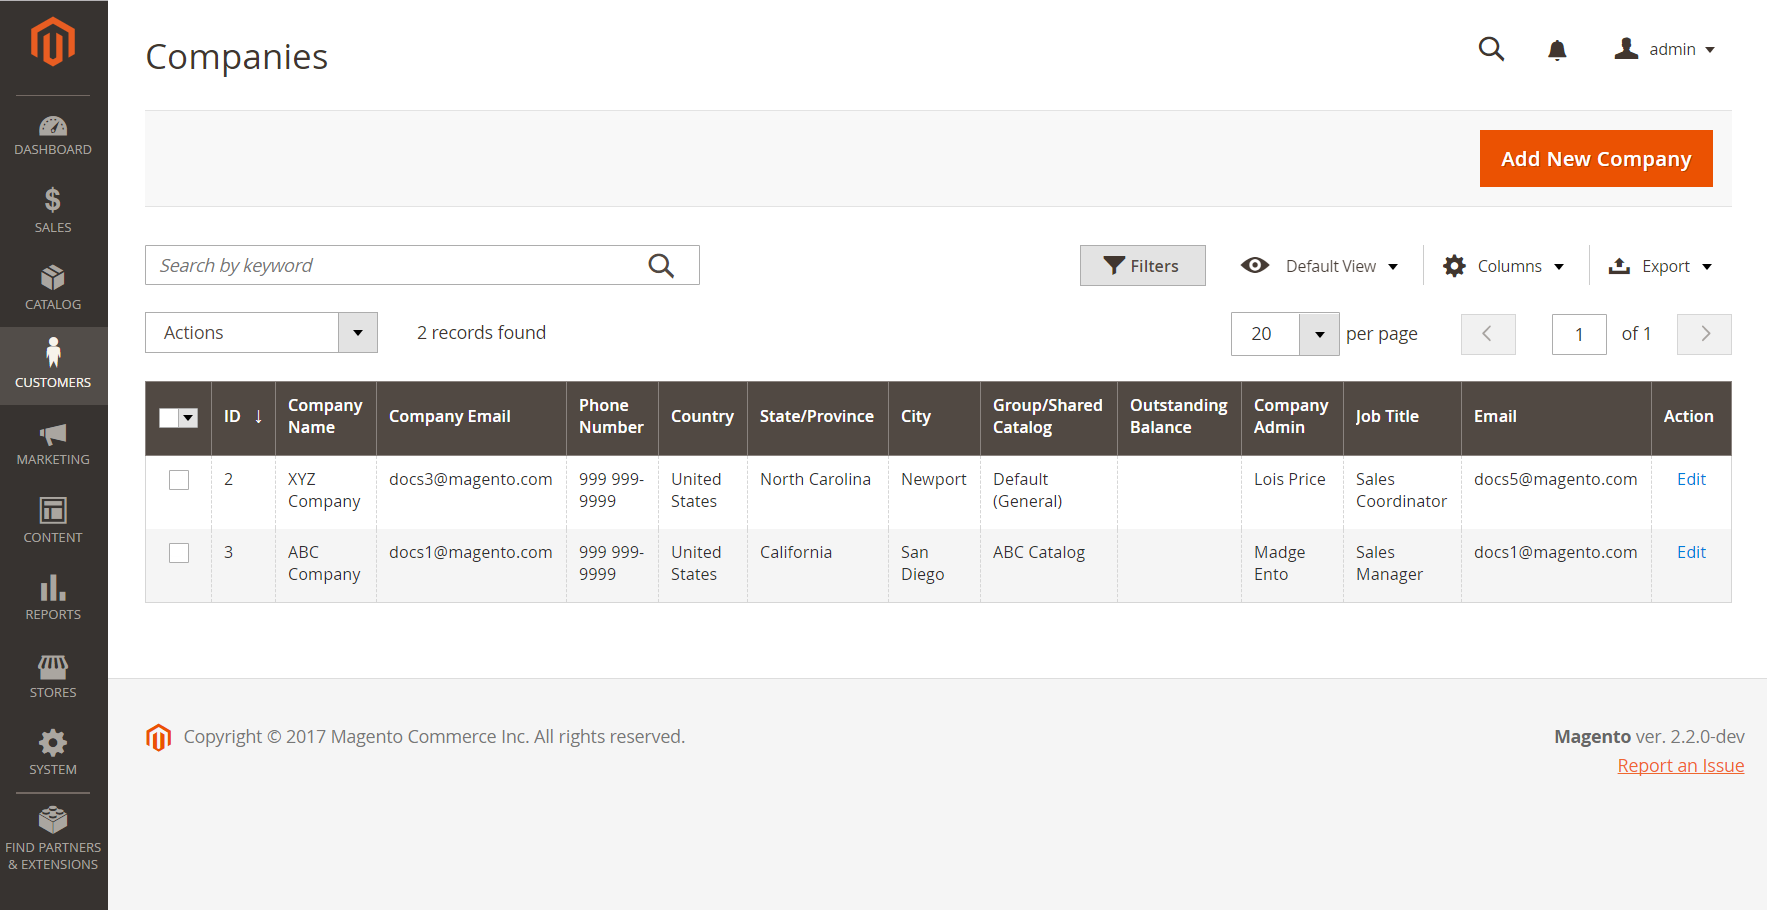 Companies
admin
DASHBOARD
SALES
CATALOG
CUSTOMERS
MARKETING
CONTENT
REPORTS
STORES
SYSTEM
FIND PARTNERS
& EXTENSIONS
Add New Company
Search by keyword
Filters
Default View
Columns
Export
Actions
2 records found
20
per page
1
of 1
ID ↓
Company
Name
Company Email
Phone
Number
Country
State/Province
City
Group/Shared
Catalog
Outstanding
Balance
Company
Admin
Job Title
Email
Action
2
XYZ
Company
docs3@magento.com
999 999-
9999
United
States
North Carolina
Newport
Default
(General)
Lois Price
Sales
Coordinator
docs5@magento.com
Edit
3
ABC
Company
docs1@magento.com
999 999-
9999
United
States
California
San
Diego
ABC Catalog
Madge
Ento
Sales
Manager
docs1@magento.com
Edit
Copyright © 2017 Magento Commerce Inc. All rights reserved.
Magento ver. 2.2.0-dev
Report an Issue